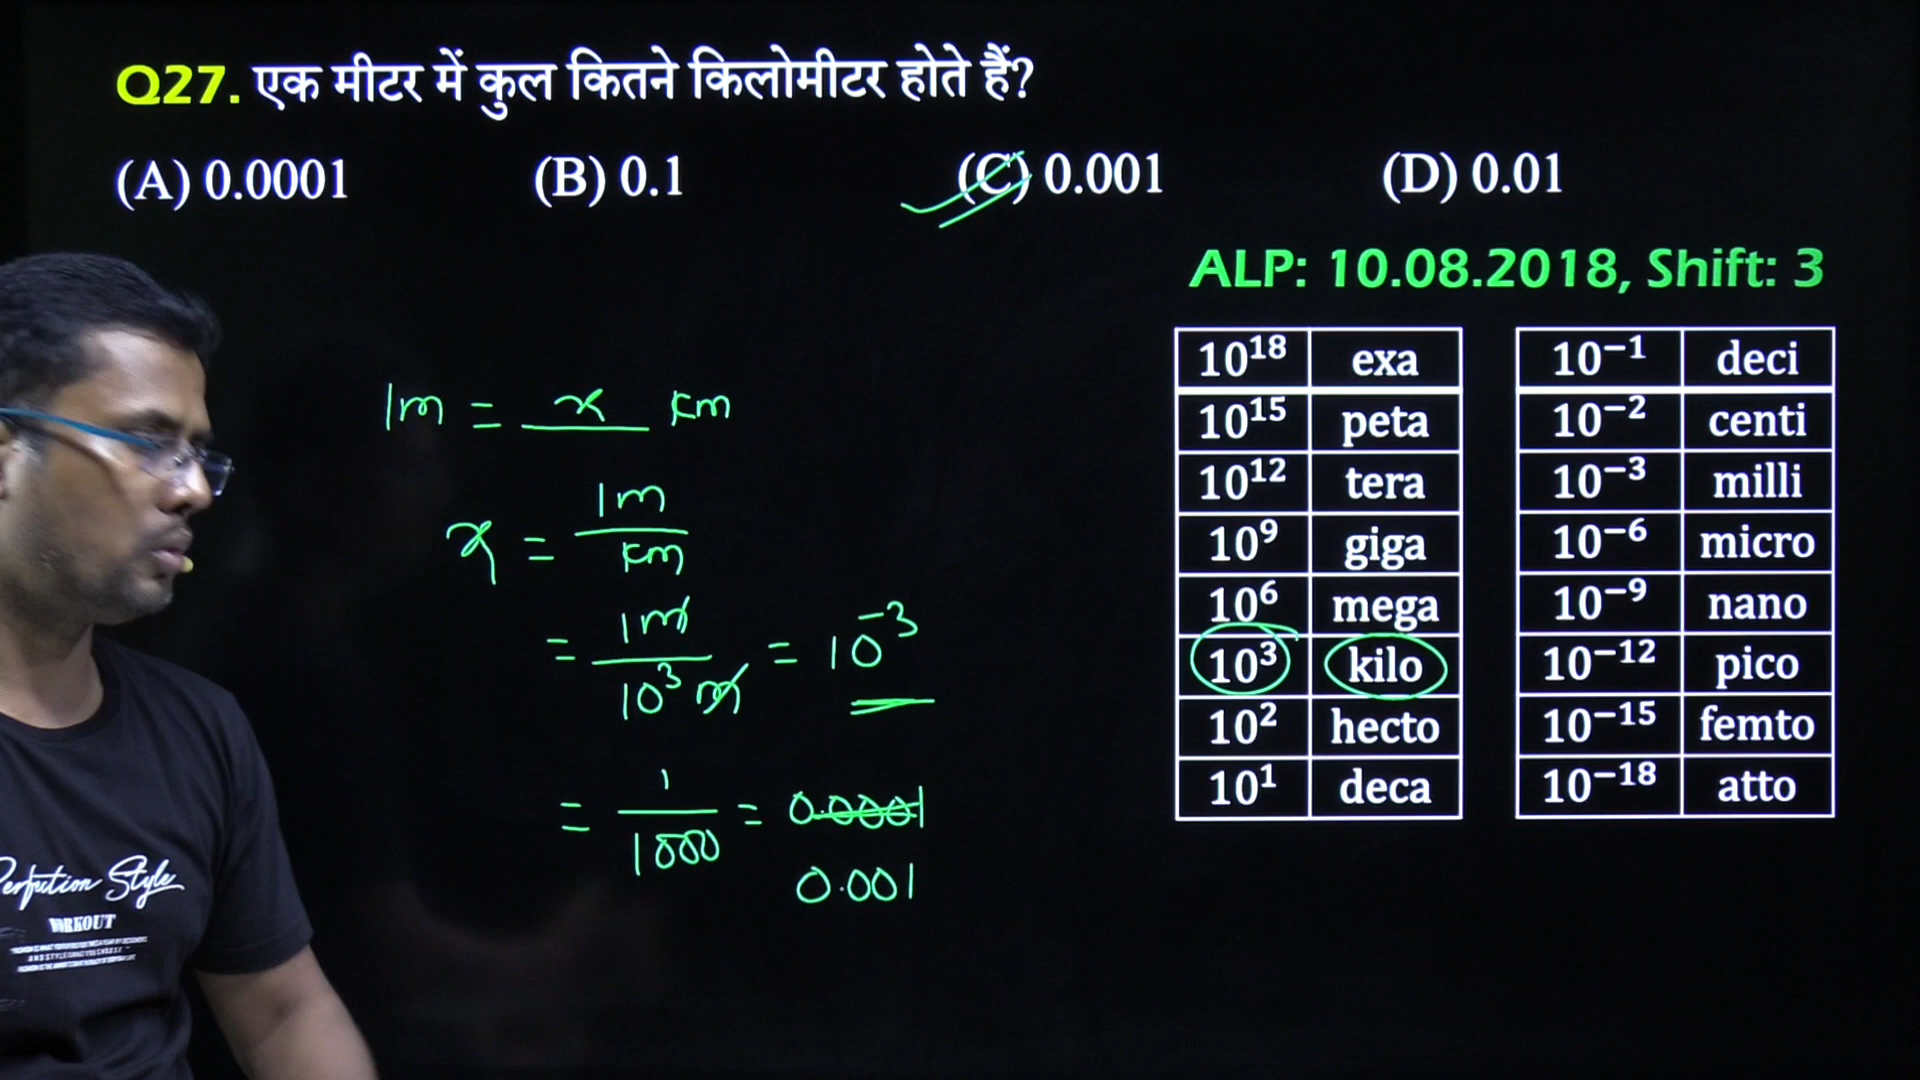 Q27. एक मीटर में कुल कितने किलोमीटर होते हैं?
(A) 0.0001 (B) 0.1 (C) 0.001 (D) 0.01
ALP: 10.08.2018, Shift: 3
1m = x km
x = 1m / km
= 1m / 10³ m = 10⁻³
= 1 / 1000 = 0.0001
0.001
10¹⁸ exa
10¹⁵ peta
10¹² tera
10⁹ giga
10⁶ mega
10³ kilo
10² hecto
10¹ deca
10⁻¹ deci
10⁻² centi
10⁻³ milli
10⁻⁶ micro
10⁻⁹ nano
10⁻¹² pico
10⁻¹⁵ femto
10⁻¹⁸ atto
Perfution Style
WORKOUT